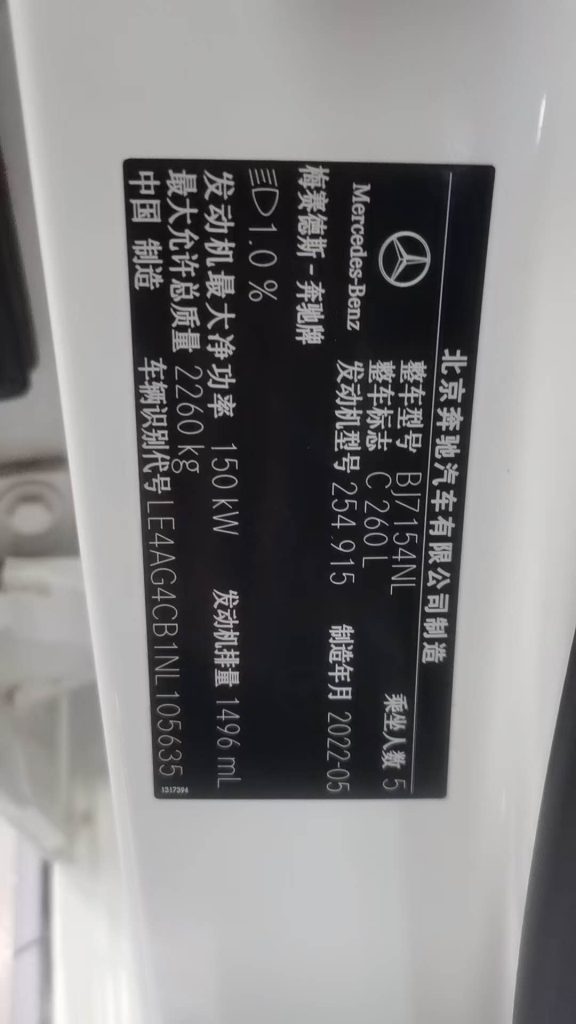 北京奔驰汽车有限公司制造
Mercedes-Benz
梅赛德斯-奔驰牌
整车型号 BJ7154NL 乘坐人数 5
整车标志 C 260 L
发动机型号 254 915 制造年月 2022-05
1.0 %
发动机最大净功率 150 kW 发动机排量 1496 mL
最大允许总质量 2260 kg
中国 制造 车辆识别代号 LE4AG4CB1NL105635
1317394